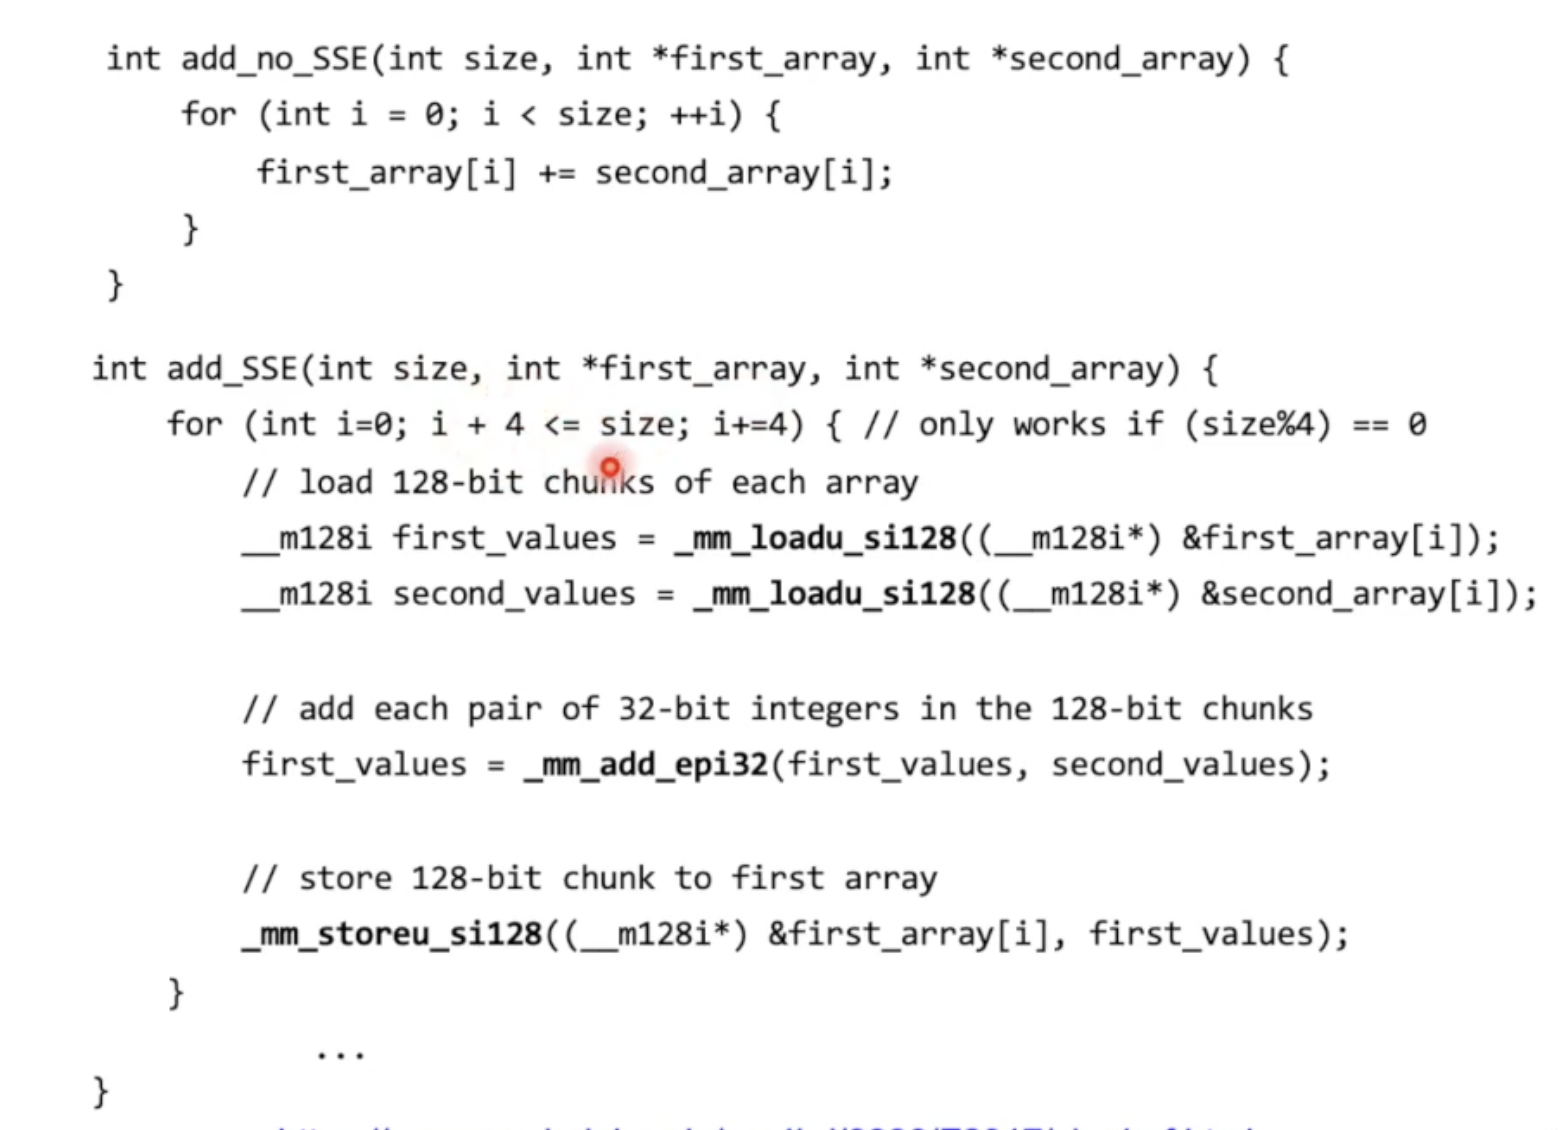 int add_no_SSE(int size, int *first_array, int *second_array) {
for (int i = 0; i < size; ++i) {
first_array[i] += second_array[i];
}
}
int add_SSE(int size, int *first_array, int *second_array) {
for (int i=0; i + 4 <= size; i+=4) { // only works if (size%4) == 0
// load 128-bit chunks of each array
__m128i first_values = _mm_loadu_si128((__m128i*) &first_array[i]);
__m128i second_values = _mm_loadu_si128((__m128i*) &second_array[i]);
// add each pair of 32-bit integers in the 128-bit chunks
first_values = _mm_add_epi32(first_values, second_values);
// store 128-bit chunk to first array
_mm_storeu_si128((__m128i*) &first_array[i], first_values);
}
...
}